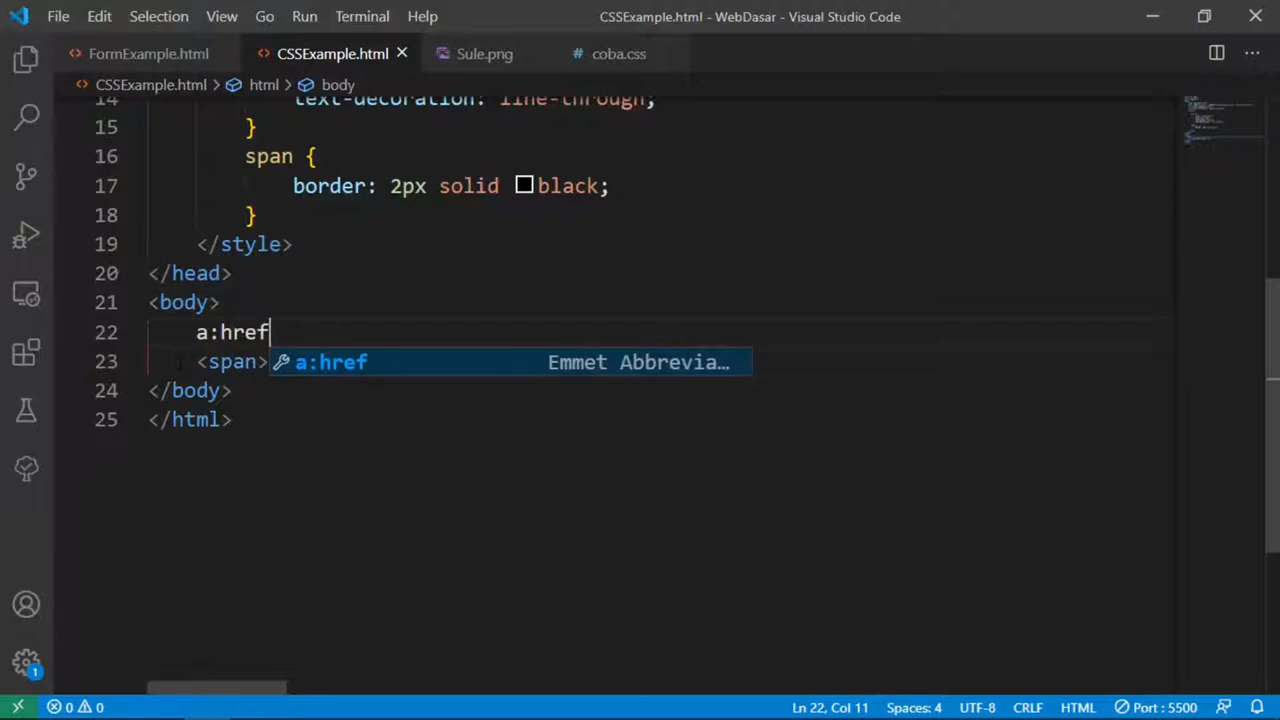 File Edit Selection View Go Run Terminal Help CSSExample.html - WebDasar - Visual Studio Code
FormExample.html CSSExample.html Sule.png # coba.css
CSSExample.html > html > body
14 text-decoration: line-through;
15 }
16 span {
17 border: 2px solid black;
18 }
19 </style>
20 </head>
21 <body>
22 a:href
23 <span> a:href Emmet Abbrevia…
24 </body>
25 </html>
1
0 0 Ln 22, Col 11 Spaces: 4 UTF-8 CRLF HTML Port : 5500